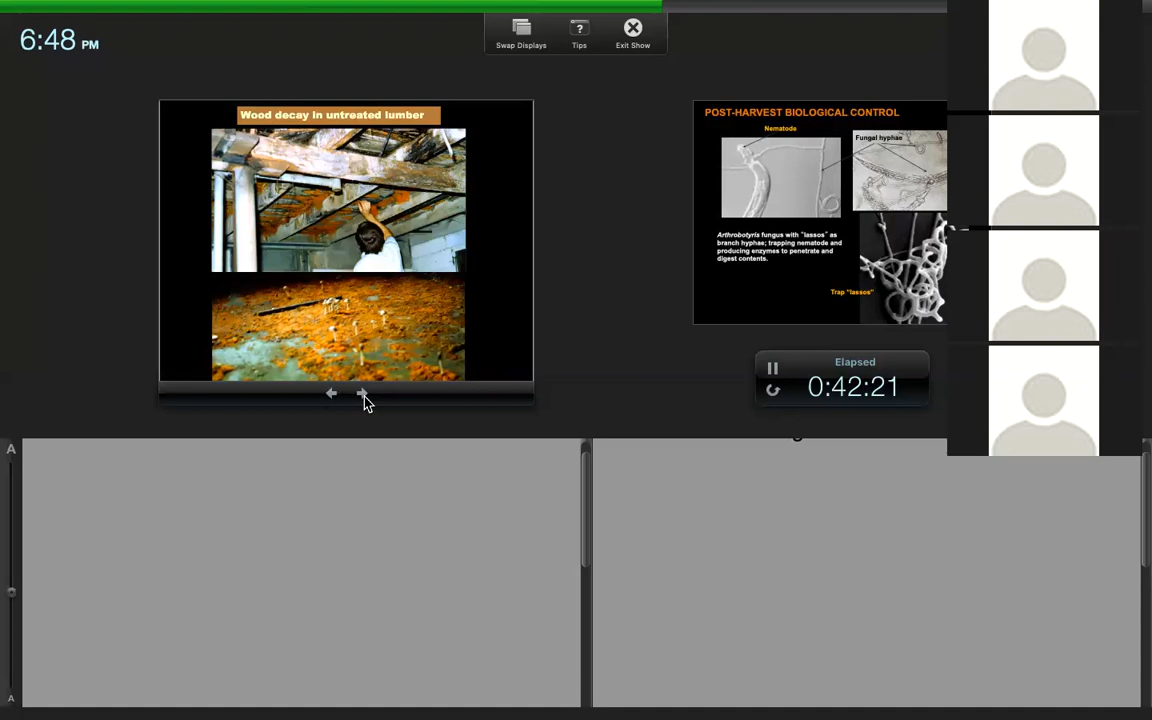 6:48 PM
Swap Displays
Tips
Exit Show
Wood decay in untreated lumber
POST-HARVEST BIOLOGICAL CONTROL
Nematode
Fungal hyphae
Arthrobotyris fungus with "lassos" as
branch hyphae; trapping nematode and
producing enzymes to penetrate and
digest contents.
Trap "lassos"
Elapsed
0:42:21
A
A